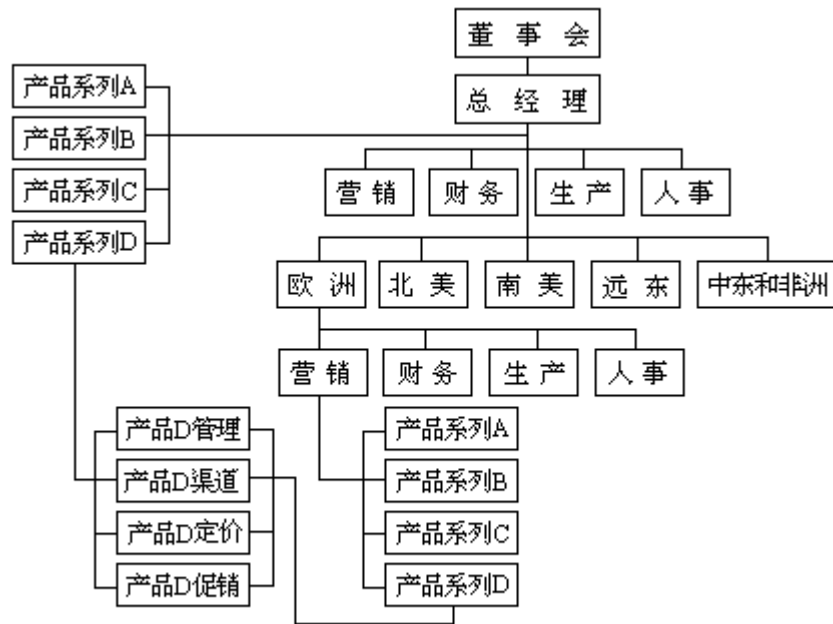 董事会
总经理
产品系列A
产品系列B
产品系列C
产品系列D
营销
财务
生产
人事
欧洲
北美
南美
远东
中东和非洲
营销
财务
生产
人事
产品D管理
产品D渠道
产品D定价
产品D促销
产品系列A
产品系列B
产品系列C
产品系列D